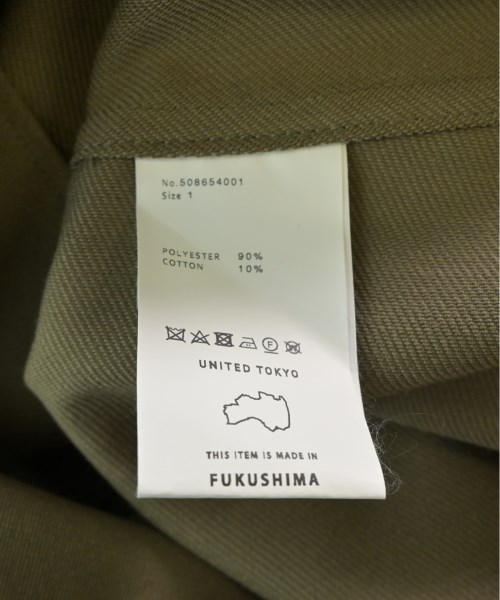 No.508654001
Size 1
POLYESTER 90%
COTTON 10%
F
UNITED TOKYO
THIS ITEM IS MADE IN
FUKUSHIMA